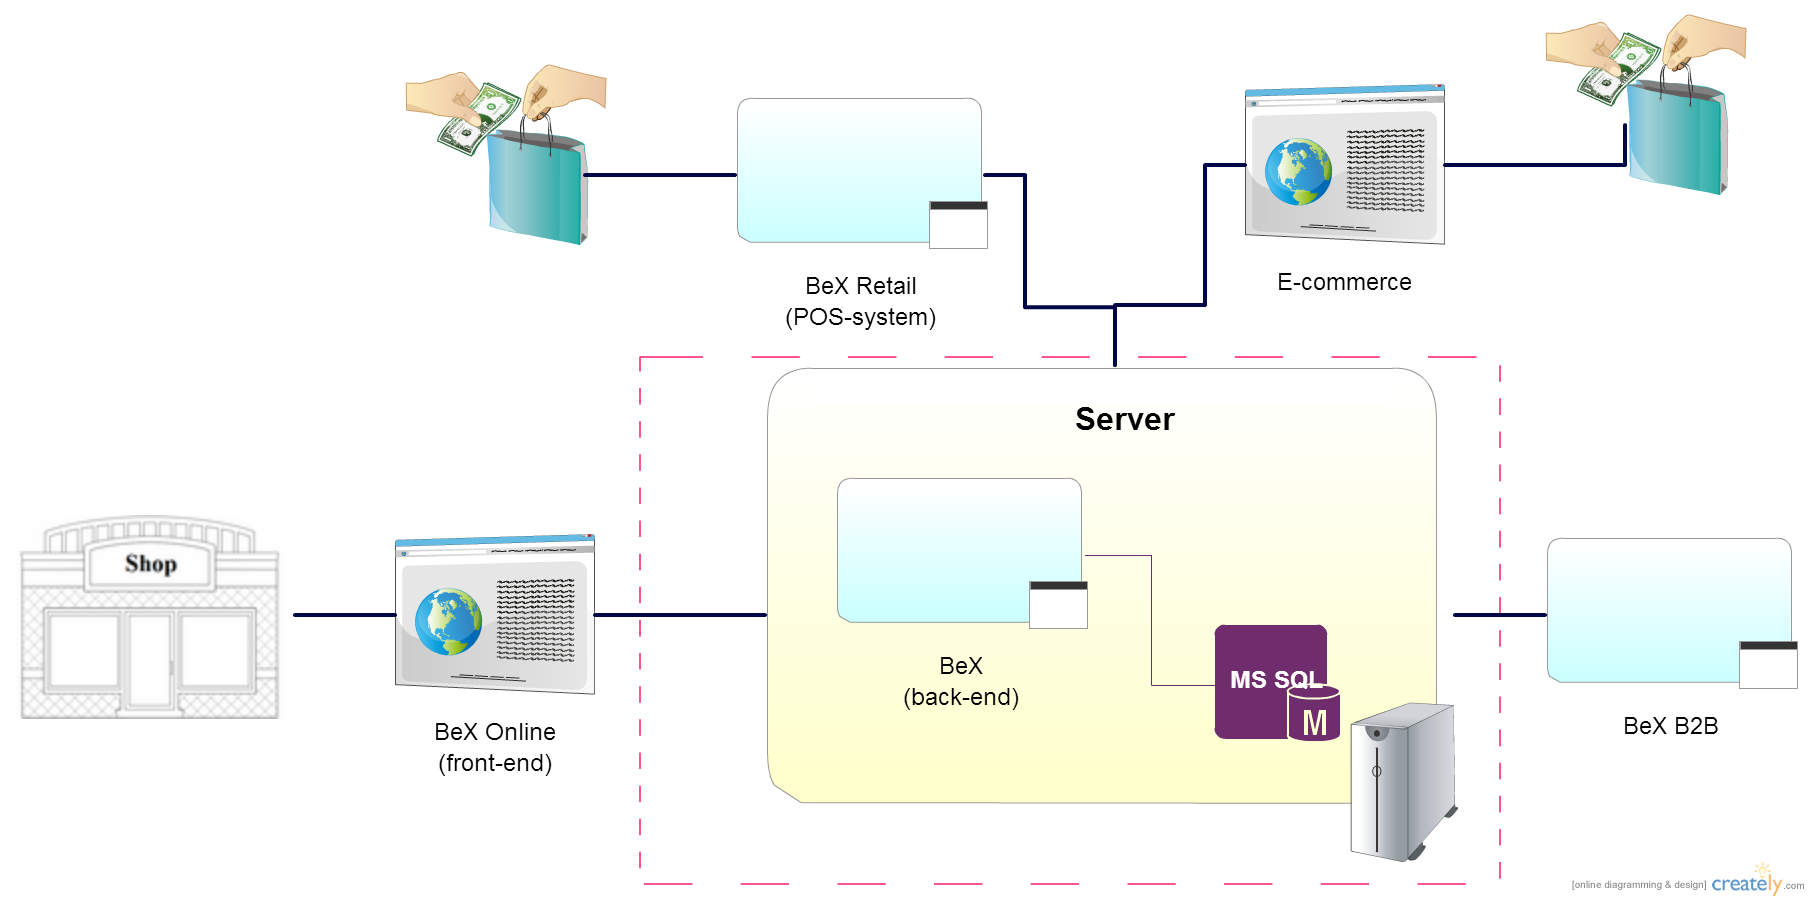 BeX Retail
(POS-system)
E-commerce
Server
Shop
BeX
(back-end)
MS SQL
M
BeX Online
(front-end)
BeX B2B
[online diagramming & design] creately.com